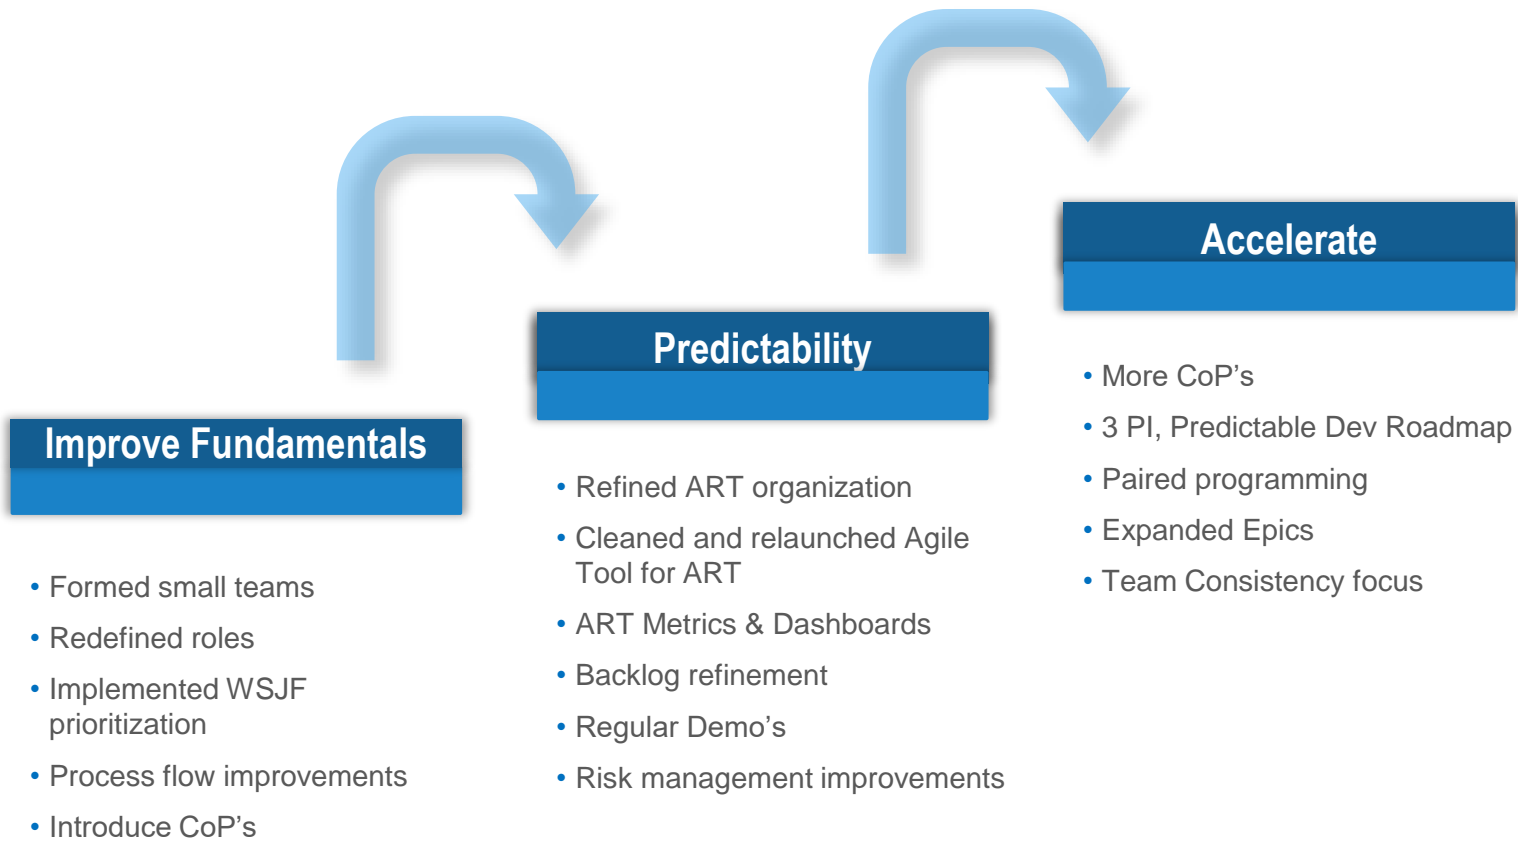 Improve Fundamentals
• Formed small teams
• Redefined roles
• Implemented WSJF
prioritization
• Process flow improvements
• Introduce CoP’s
Predictability
• Refined ART organization
• Cleaned and relaunched Agile
Tool for ART
• ART Metrics & Dashboards
• Backlog refinement
• Regular Demo’s
• Risk management improvements
Accelerate
• More CoP’s
• 3 PI, Predictable Dev Roadmap
• Paired programming
• Expanded Epics
• Team Consistency focus